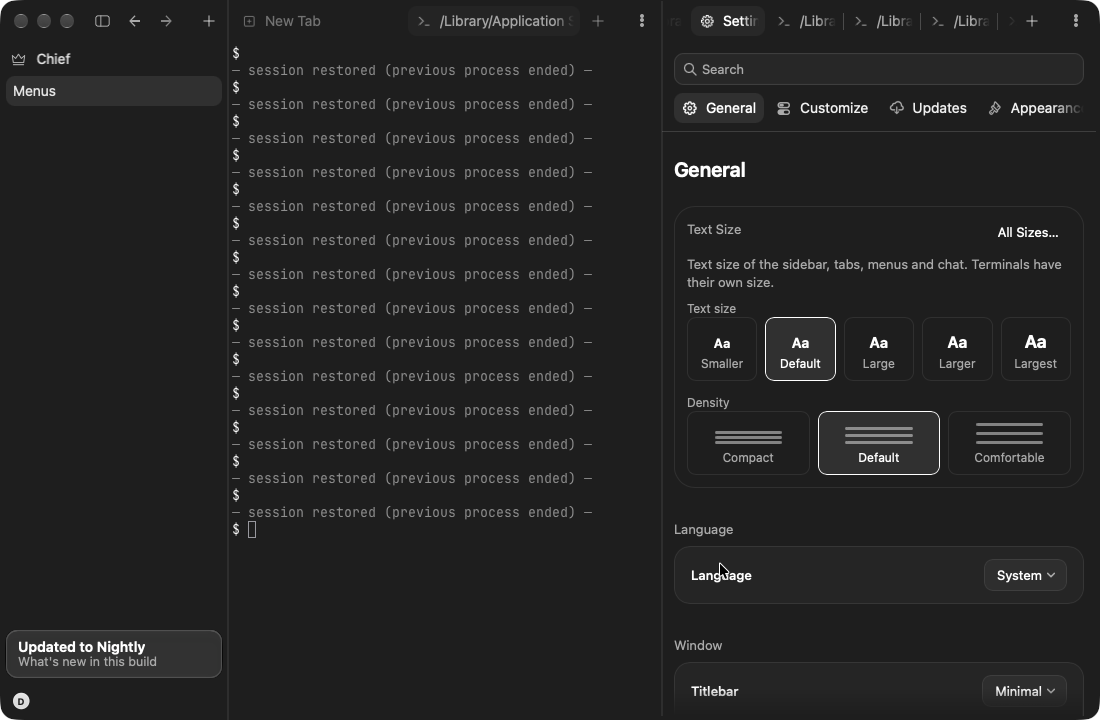 New Tab
/Library/Application
Settin
/Libra
/Libra
/Libra
Chief
Menus
$
— session restored (previous process ended) —
$
— session restored (previous process ended) —
$
— session restored (previous process ended) —
$
— session restored (previous process ended) —
$
— session restored (previous process ended) —
$
— session restored (previous process ended) —
$
— session restored (previous process ended) —
$
— session restored (previous process ended) —
$
— session restored (previous process ended) —
$
— session restored (previous process ended) —
$
— session restored (previous process ended) —
$
— session restored (previous process ended) —
$
— session restored (previous process ended) —
$
— session restored (previous process ended) —
$
Updated to Nightly
What's new in this build
D
Search
General Customize Updates Appearanc
General
Text Size
All Sizes...
Text size of the sidebar, tabs, menus and chat. Terminals have
their own size.
Text size
Aa Aa Aa Aa Aa
Smaller Default Large Larger Largest
Density
Compact Default Comfortable
Language
Language System
Window
Titlebar Minimal